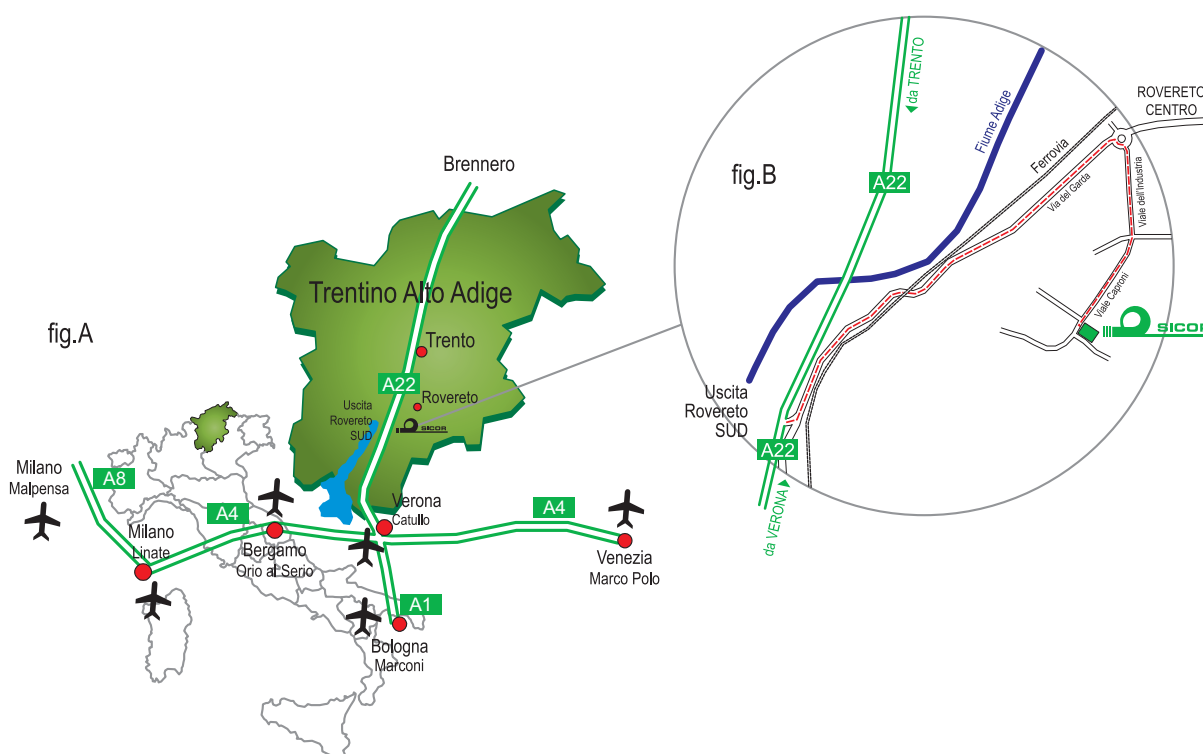 fig.A
Brennero
Trentino Alto Adige
Trento
A22
Rovereto
Uscita
Rovereto
SUD
SICOR
Milano
Malpensa
A8
Milano
Linate
A4
Bergamo
Orio al Serio
Verona
Catullo
A4
Venezia
Marco Polo
A1
Bologna
Marconi
fig.B
da TRENTO
A22
Fiume Adige
Ferrovia
Via del Garda
ROVERETO
CENTRO
Viale dell'Industria
Viale Caproni
SICOR
Uscita
Rovereto
SUD
A22
da VERONA